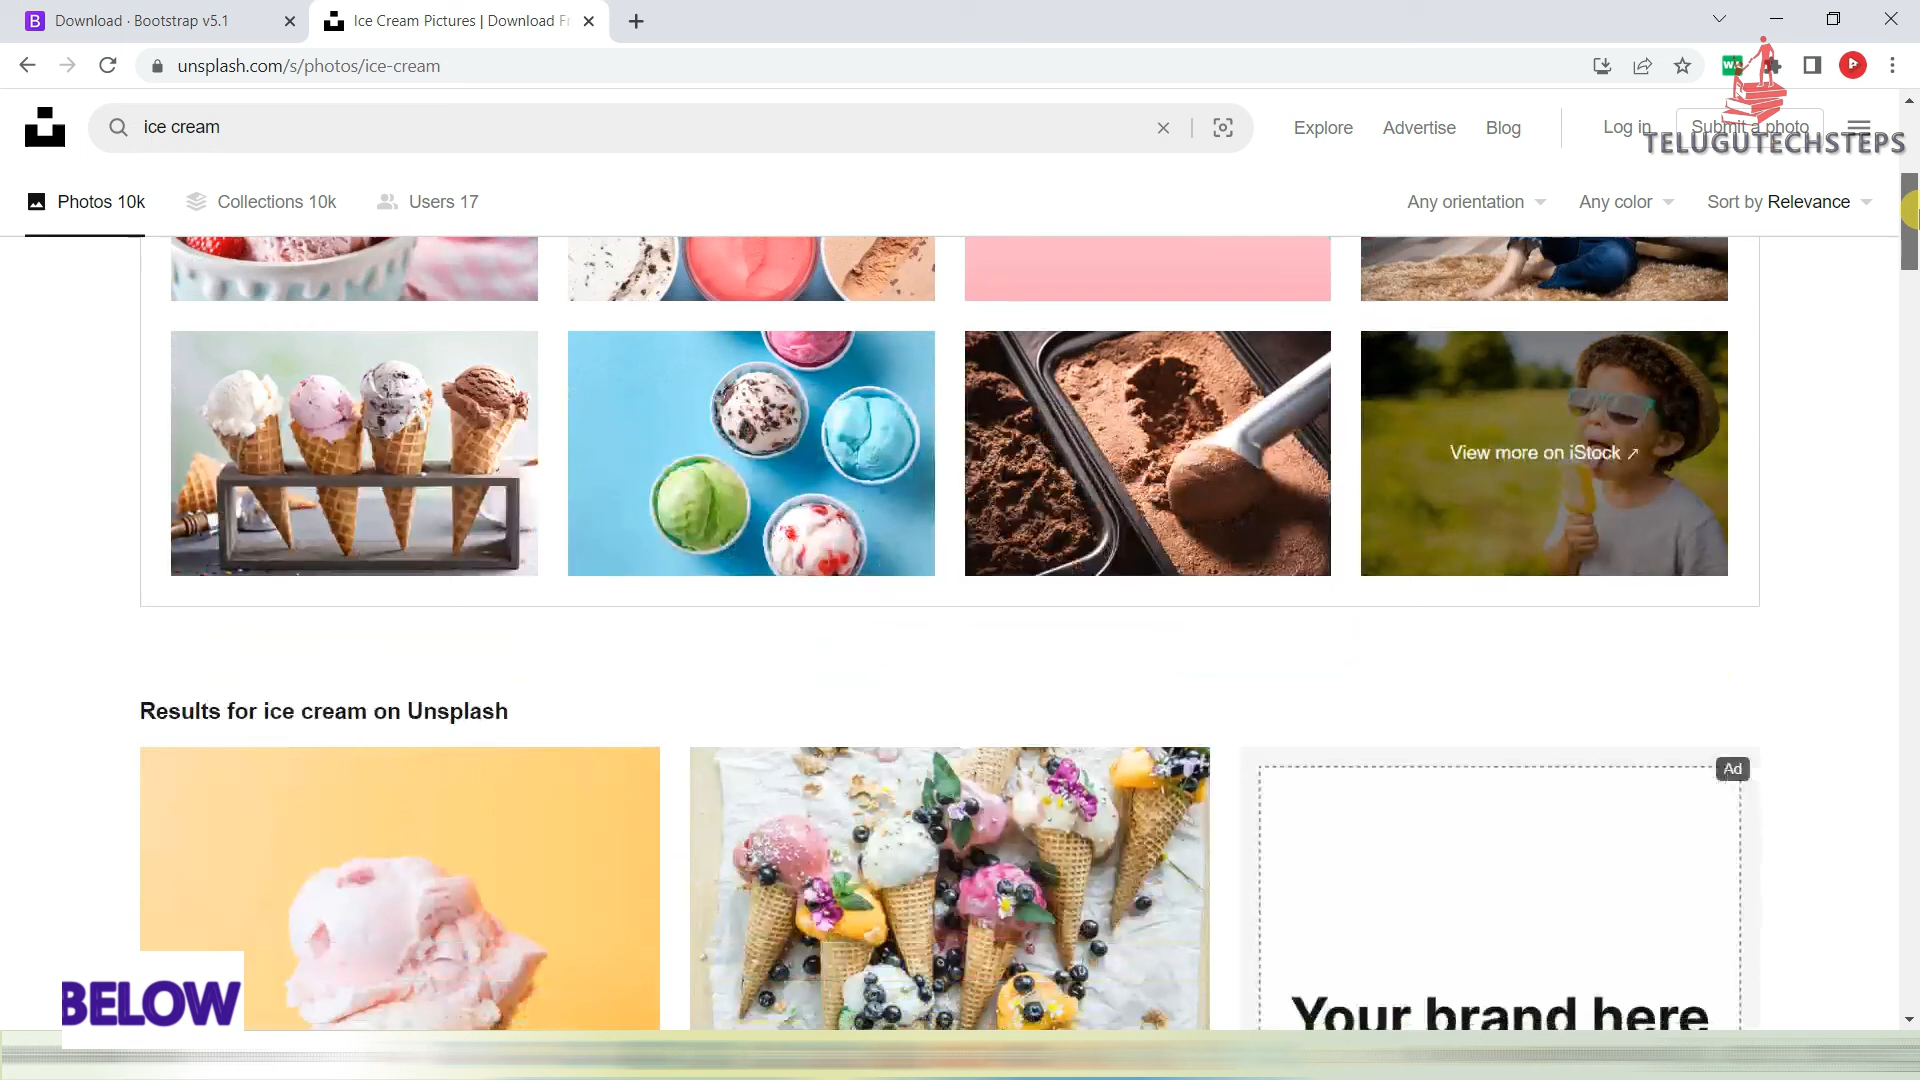 Download · Bootstrap v5.1
Ice Cream Pictures | Download Fr
unsplash.com/s/photos/ice-cream
ice cream
Explore
Advertise
Blog
Log in
Submit a photo
TELUGUTECHSTEPS
Photos 10k
Collections 10k
Users 17
Any orientation
Any color
Sort by Relevance
View more on iStock ↗
Results for ice cream on Unsplash
Ad
Your brand here
BELOW